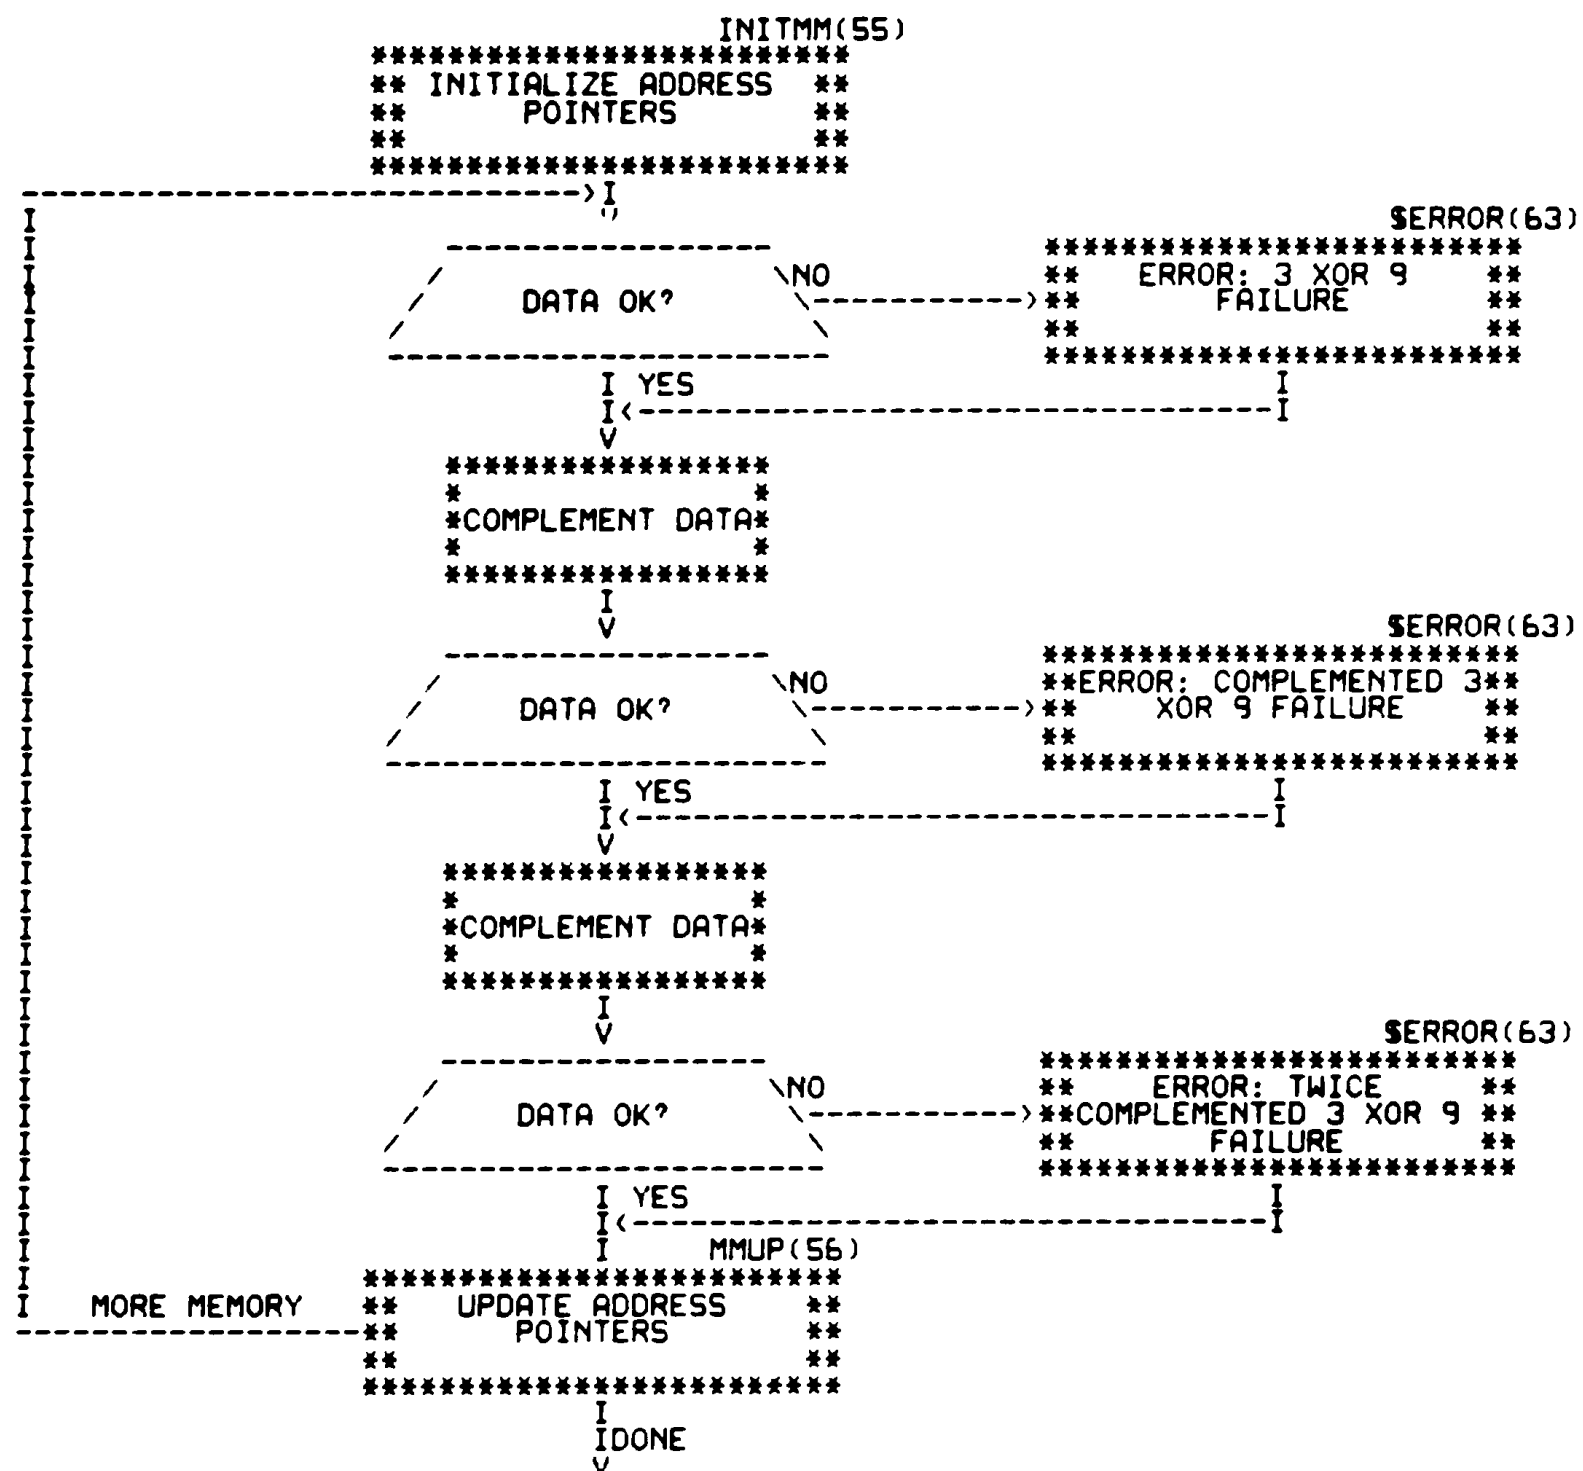 INITMM(55)
INITIALIZE ADDRESS
POINTERS
$ERROR(63)
DATA OK?
NO
ERROR: 3 XOR 9
FAILURE
YES
COMPLEMENT DATA
$ERROR(63)
DATA OK?
NO
ERROR: COMPLEMENTED 3
XOR 9 FAILURE
YES
COMPLEMENT DATA
$ERROR(63)
DATA OK?
NO
ERROR: TWICE
COMPLEMENTED 3 XOR 9
FAILURE
YES
MMUP(56)
MORE MEMORY
UPDATE ADDRESS
POINTERS
DONE